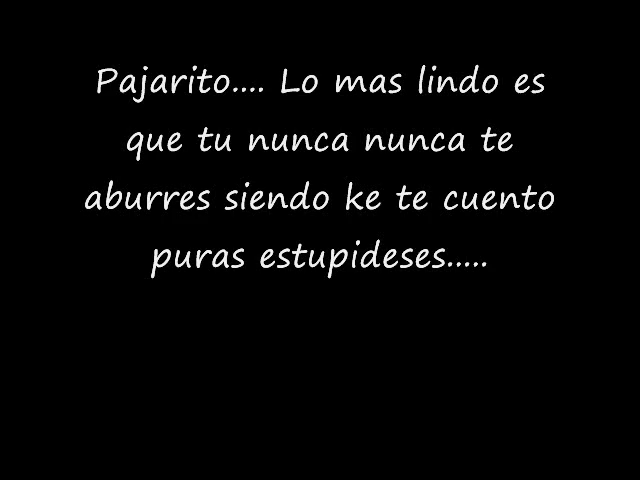 Pajarito.... Lo mas lindo es
que tu nunca nunca te
aburres siendo ke te cuento
puras estupideses.....